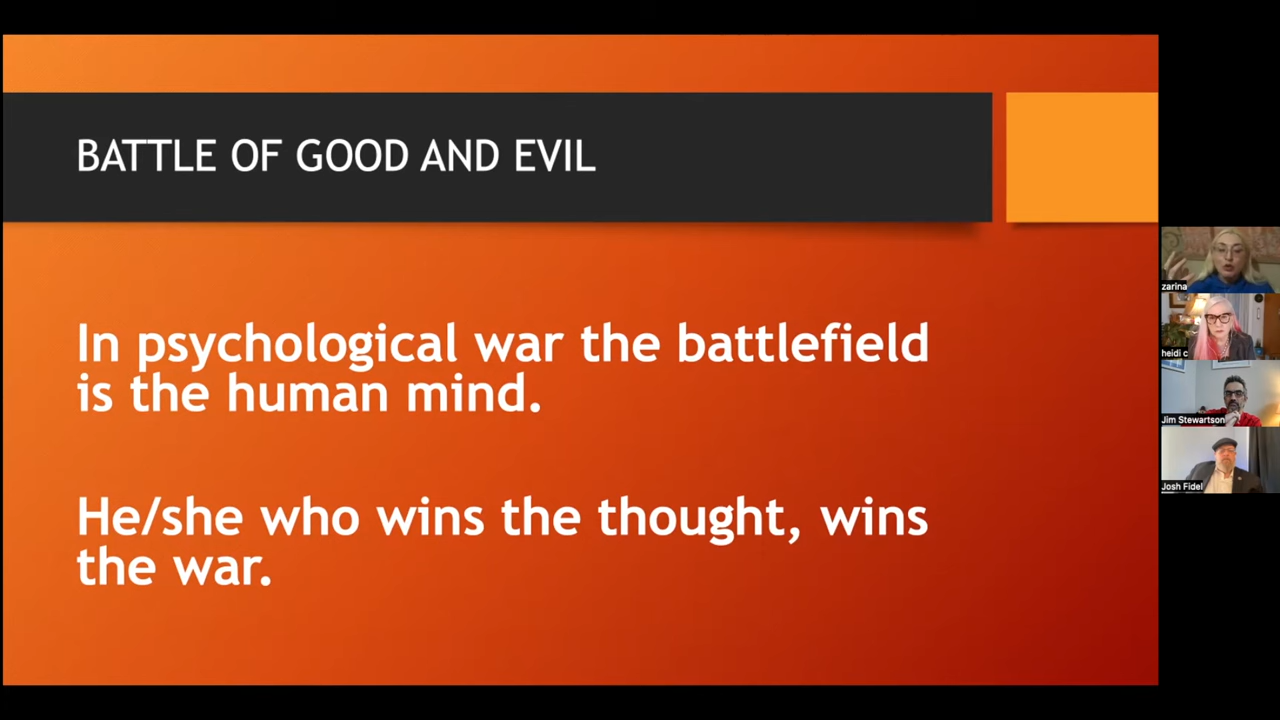 BATTLE OF GOOD AND EVIL
In psychological war the battlefield
is the human mind.
He/she who wins the thought, wins
the war.
zarina
heidi c
Jim Stewartson
Josh Fidel